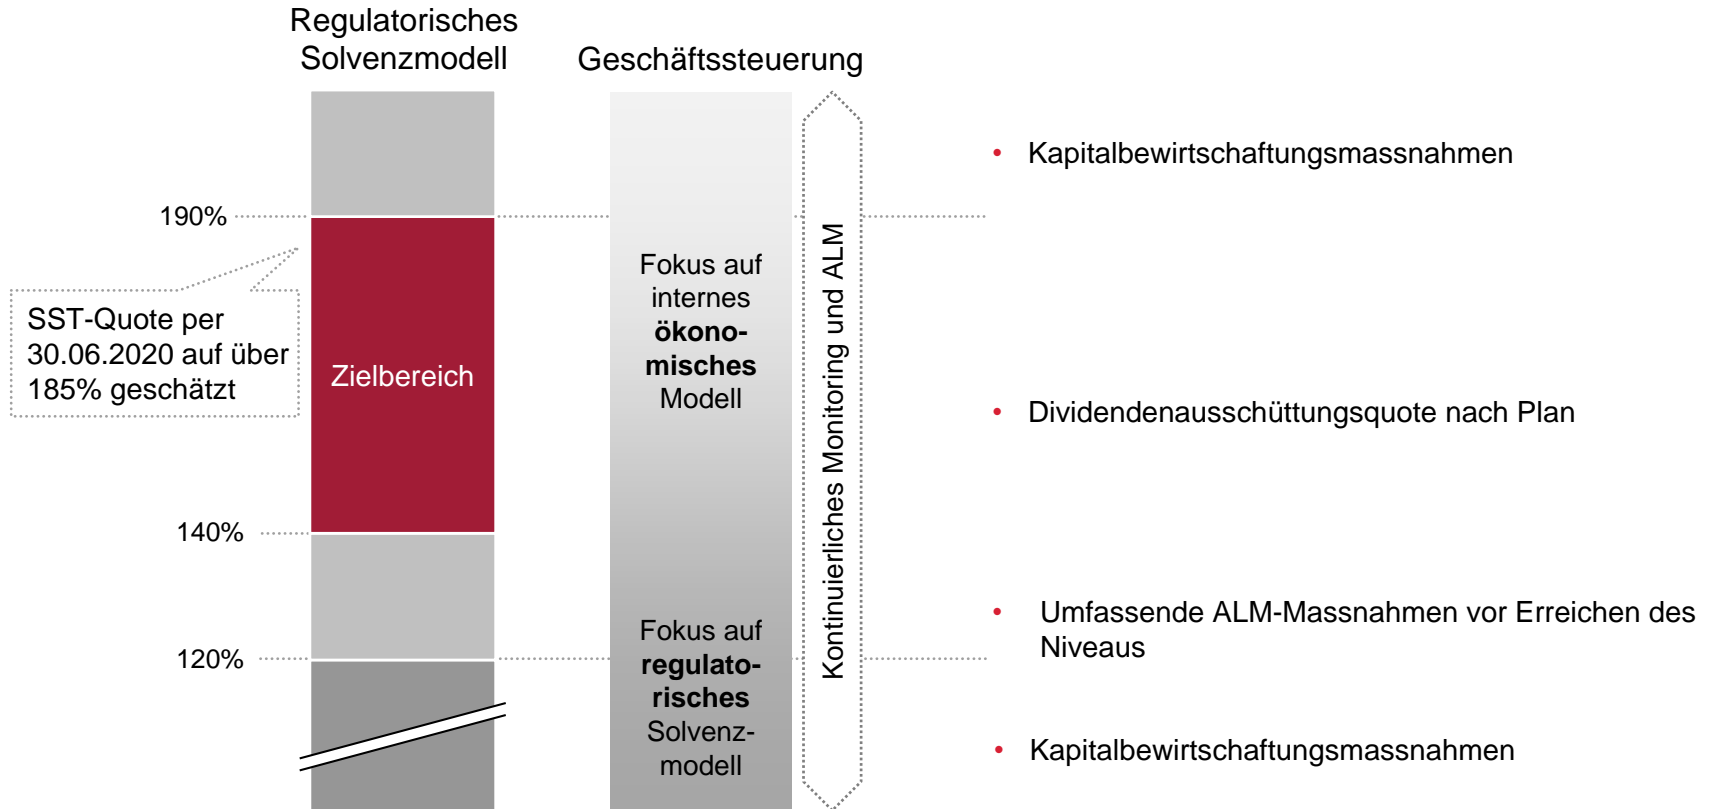 Regulatorisches
Solvenzmodell
Geschäftssteuerung
• Kapitalbewirtschaftungsmassnahmen
190%
SST-Quote per
30.06.2020 auf über
185% geschätzt
Zielbereich
Fokus auf
internes
ökono-
misches
Modell
Kontinuierliches Monitoring und ALM
• Dividendenausschüttungsquote nach Plan
140%
• Umfassende ALM-Massnahmen vor Erreichen des
Niveaus
120%
Fokus auf
regulato-
risches
Solvenz-
modell
• Kapitalbewirtschaftungsmassnahmen